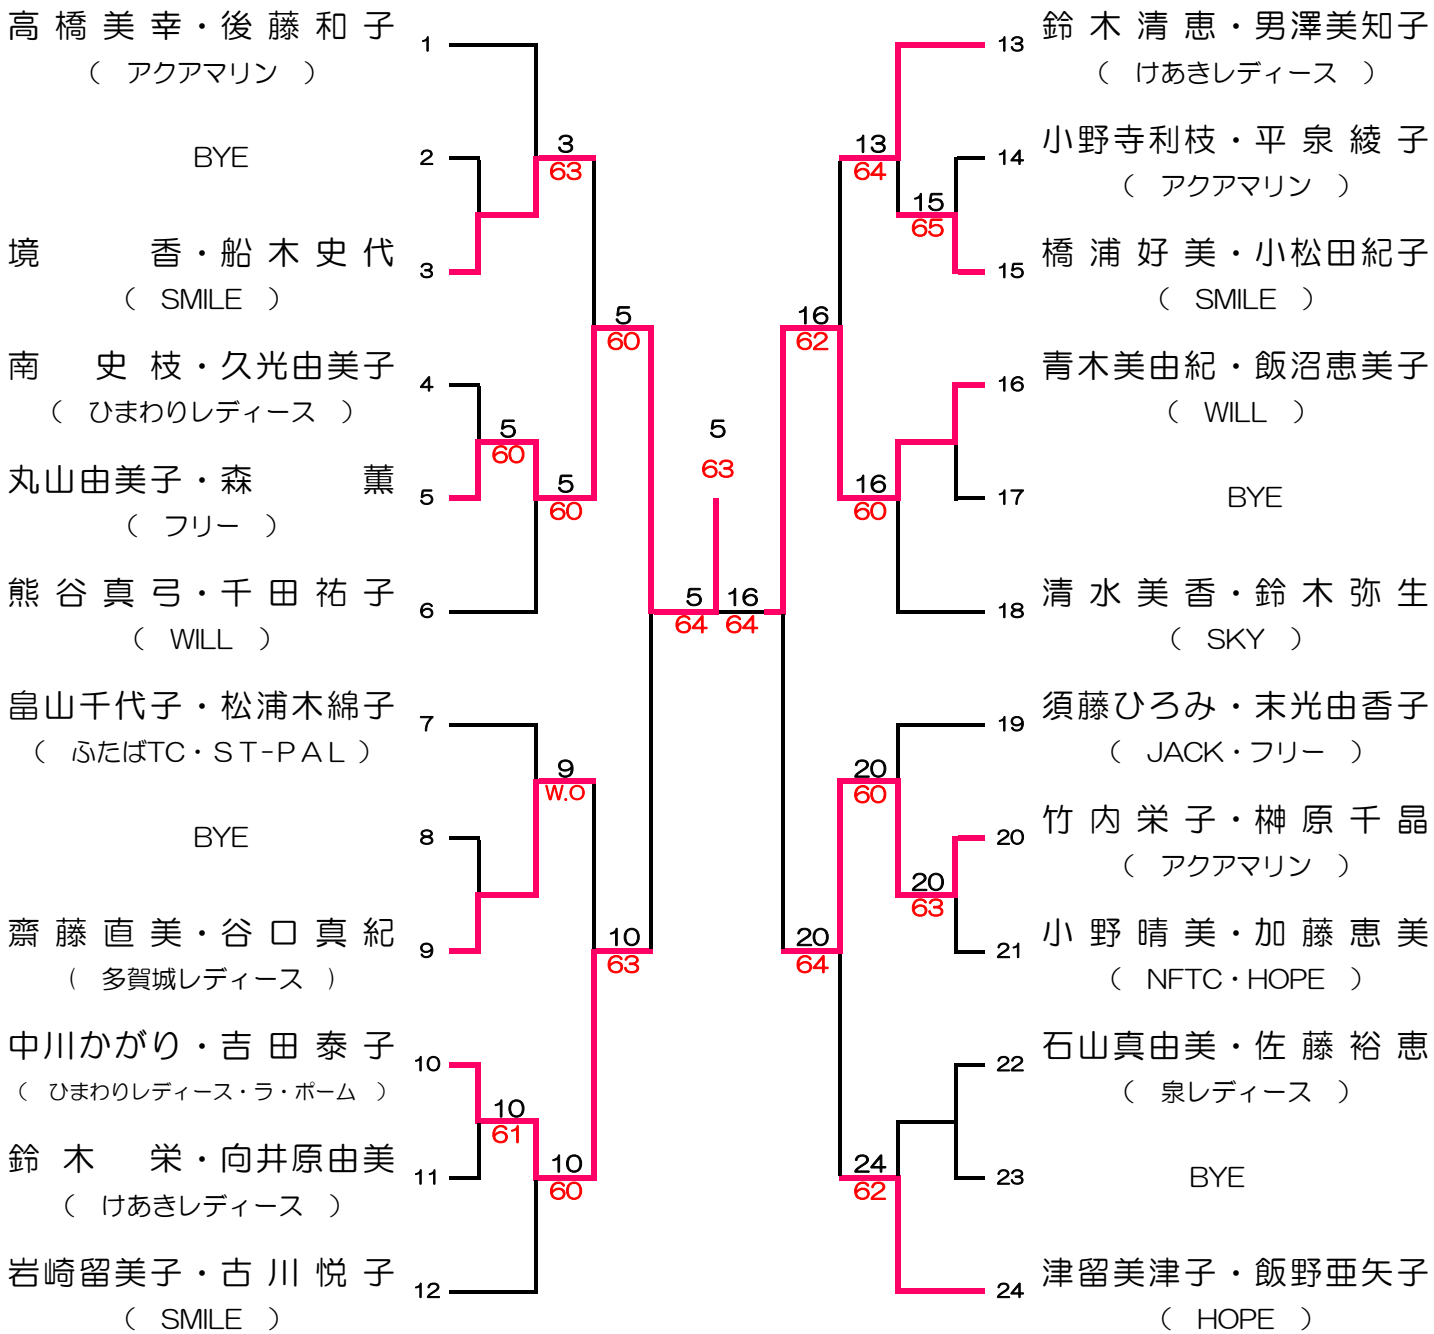 高橋美幸・後藤和子 1
（ アクアマリン ）
BYE 2
境 香・船木史代 3
（ SMILE ）
南 史枝・久光由美子 4
（ ひまわりレディース ）
丸山由美子・森 薫 5
（ フリー ）
熊谷真弓・千田祐子 6
（ WILL ）
畠山千代子・松浦木綿子 7
（ ふたばTC・ST-PAL ）
BYE 8
齋藤直美・谷口真紀 9
（ 多賀城レディース ）
中川かがり・吉田泰子 10
（ ひまわりレディース・ラ・ポーム ）
鈴木 栄・向井原由美 11
（ けあきレディース ）
岩崎留美子・古川悦子 12
（ SMILE ）
3
63
5
60
5
60
5
60
9
W.O
10
63
10
61
10
60
5
63
5
64
16
64
13
64
15
65
16
62
16
60
20
60
20
63
20
64
24
62
13 鈴木清恵・男澤美知子
（ けあきレディース ）
14 小野寺利枝・平泉綾子
（ アクアマリン ）
15 橋浦好美・小松田紀子
（ SMILE ）
16 青木美由紀・飯沼恵美子
（ WILL ）
17 BYE
18 清水美香・鈴木弥生
（ SKY ）
19 須藤ひろみ・末光由香子
（ JACK・フリー ）
20 竹内栄子・榊原千晶
（ アクアマリン ）
21 小野晴美・加藤恵美
（ NFTC・HOPE ）
22 石山真由美・佐藤裕恵
（ 泉レディース ）
23 BYE
24 津留美津子・飯野亜矢子
（ HOPE ）